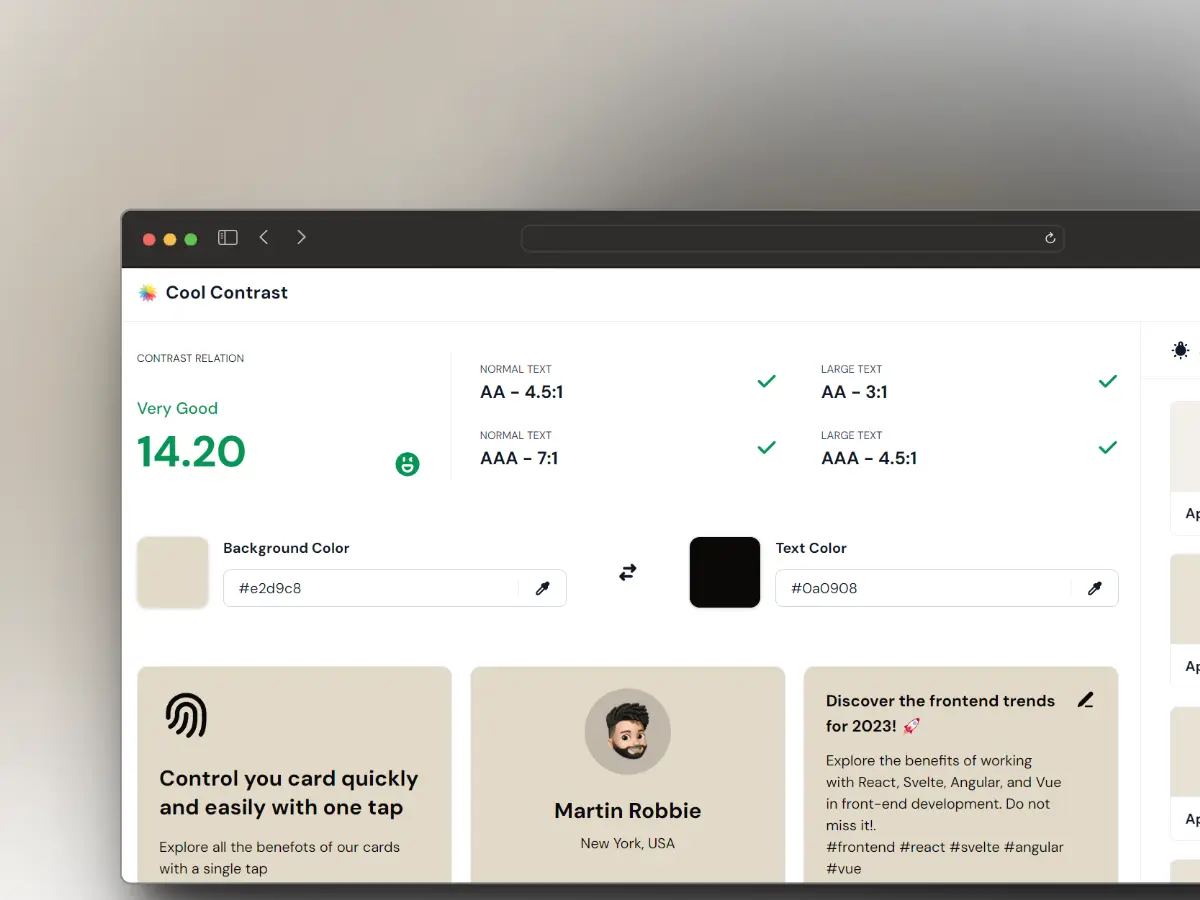 Cool Contrast
CONTRAST RELATION
Very Good
14.20
NORMAL TEXT
AA - 4.5:1
LARGE TEXT
AA - 3:1
NORMAL TEXT
AAA - 7:1
LARGE TEXT
AAA - 4.5:1
Background Color
#e2d9c8
Text Color
#0a0908
Control you card quickly
and easily with one tap
Explore all the benefots of our cards
with a single tap
Martin Robbie
New York, USA
Discover the frontend trends
for 2023! 🚀
Explore the benefits of working
with React, Svelte, Angular, and Vue
in front-end development. Do not
miss it!.
#frontend #react #svelte #angular
#vue